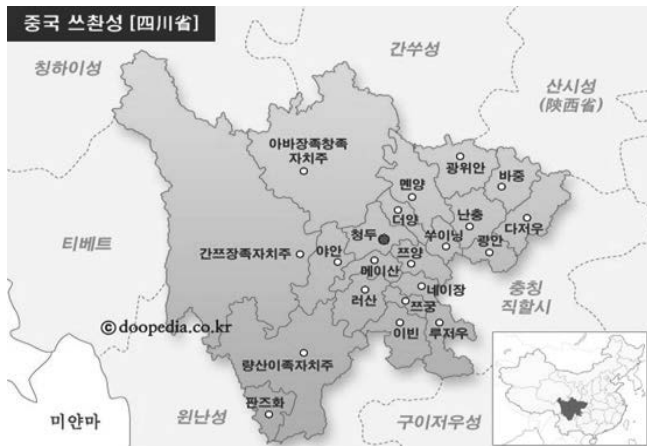 중국 쓰촨성 [四川省]
칭하이성
간쑤성
산시성
(陝西省)
아바장족창족
자치주
광위안
바중
멘양
더양
난충
다저우
청두
쑤이닝
광안
티베트
간쯔장족자치주
야안
쯔양
메이산
충칭
직할시
네이장
러산
쯔궁
ⓒdoopedia.co.kr
이빈
루저우
량산이족자치주
판즈화
미얀마
윈난성
구이저우성